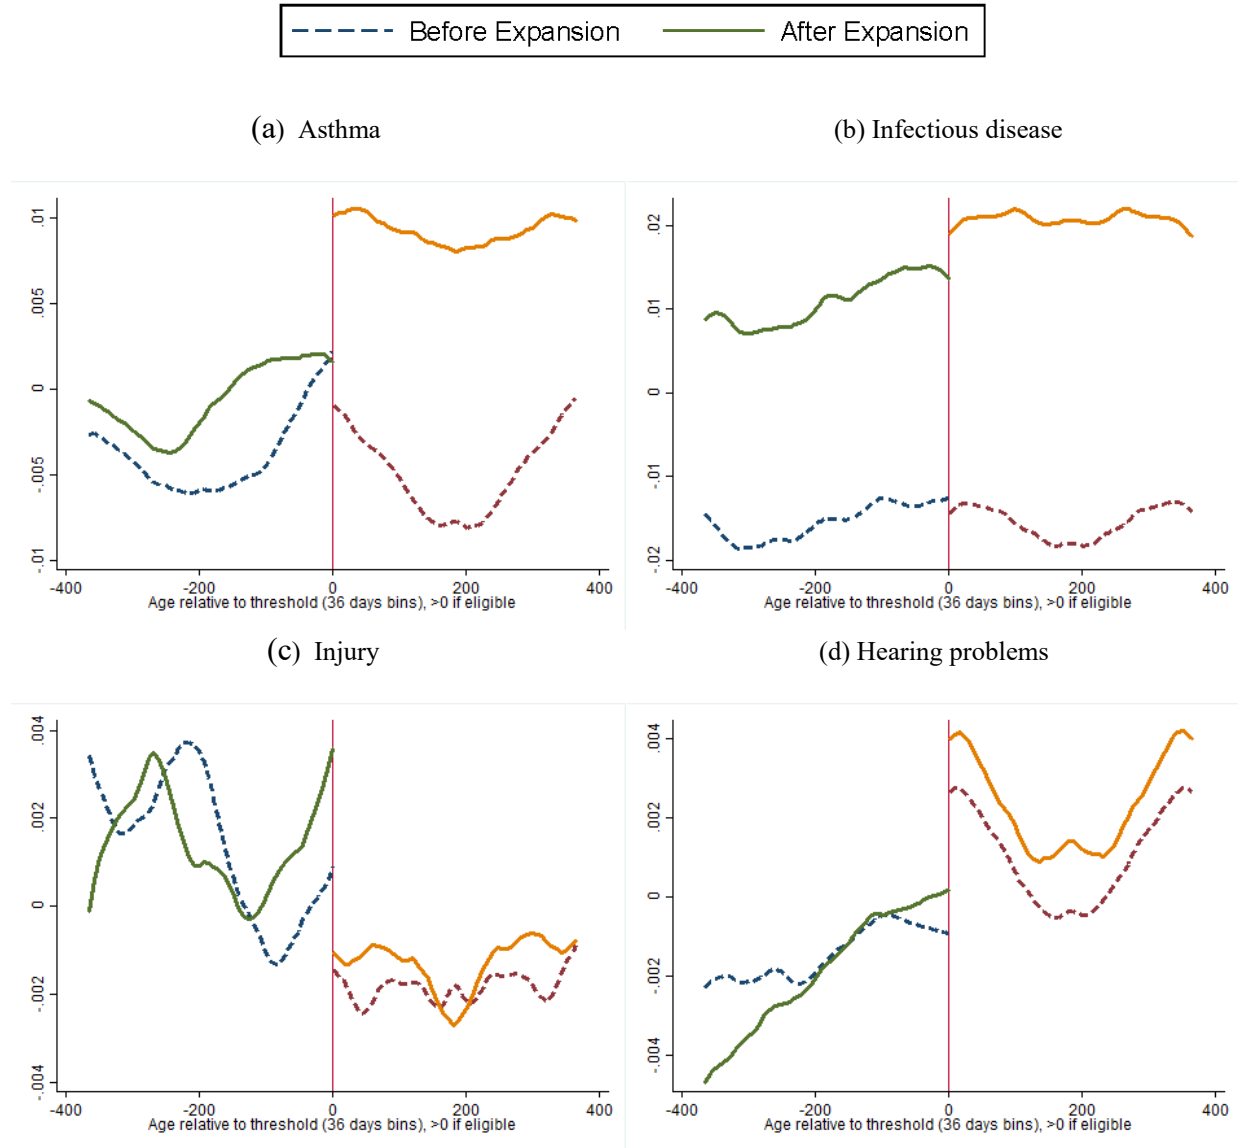 Before Expansion After Expansion
(a) Asthma
(b) Infectious disease
.01
.005
0
-.005
-.01
-400 -200 0 200 400
Age relative to threshold (36 days bins), >0 if eligible
.02
.01
0
-.01
-.02
-400 -200 0 200 400
Age relative to threshold (36 days bins), >0 if eligible
(c) Injury
(d) Hearing problems
.004
.002
0
-.002
-.004
-400 -200 0 200 400
Age relative to threshold (36 days bins), >0 if eligible
.004
.002
0
-.002
-.004
-400 -200 0 200 400
Age relative to threshold (36 days bins), >0 if eligible